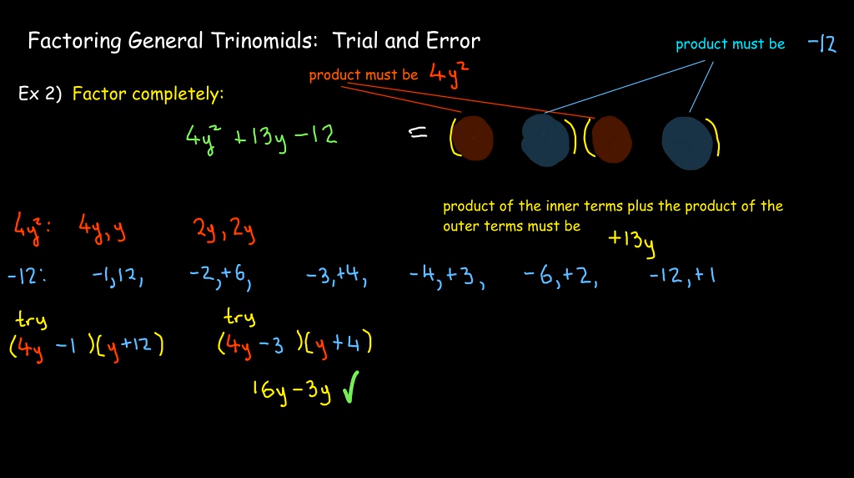 Factoring General Trinomials: Trial and Error
product must be -12
product must be 4y²
Ex 2) Factor completely:
4y² +13y -12 = ( )( )
product of the inner terms plus the product of the
outer terms must be
+13y
4y²: 4y, y 2y, 2y
-12: -1, 12, -2, +6, -3, +4, -4, +3, -6, +2, -12, +1
try try
(4y -1)(y +12) (4y -3)(y +4)
16y -3y ✓